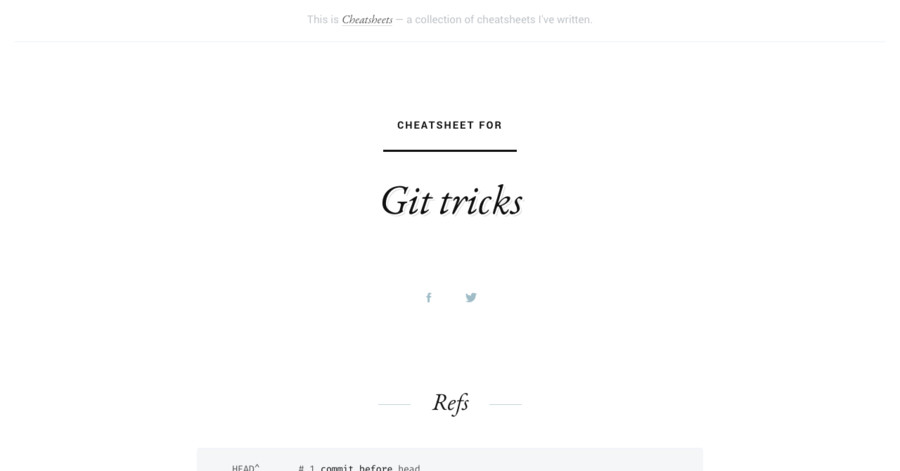 This is Cheatsheets — a collection of cheatsheets I've written.
CHEATSHEET FOR
Git tricks
Refs
HEAD^ # 1 commit before head